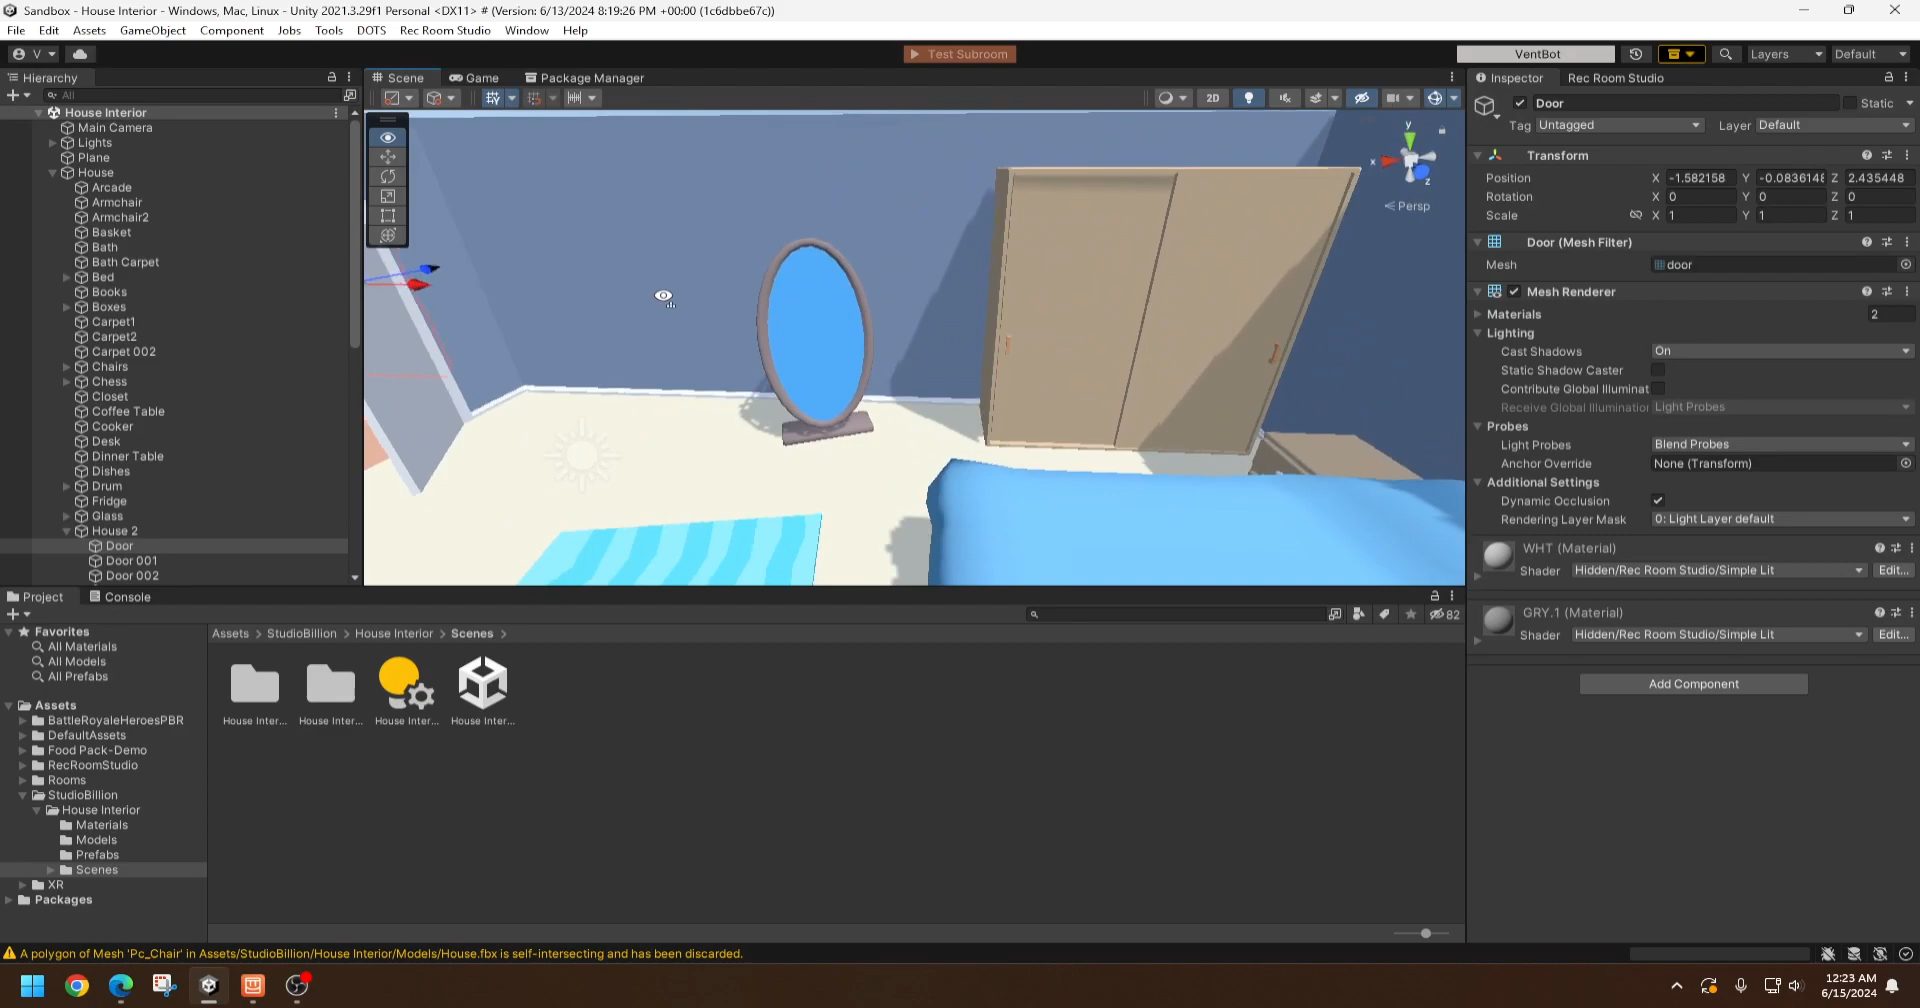 Sandbox - House Interior - Windows, Mac, Linux - Unity 2021.3.29f1 Personal <DX11> # (Version: 6/13/2024 8:19:26 PM +00:00 (1c6dbbe67c))
File Edit Assets GameObject Component Jobs Tools DOTS Rec Room Studio Window Help
V Test Subroom VentBot Layers Default
Hierarchy Scene Game Package Manager Inspector Rec Room Studio
All 2D
House Interior
Main Camera
Lights
Plane
House
Arcade
Armchair
Armchair2
Basket
Bath
Bath Carpet
Bed
Books
Boxes
Carpet1
Carpet2
Carpet 002
Chairs
Chess
Closet
Coffee Table
Cooker
Desk
Dinner Table
Dishes
Drum
Fridge
Glass
House 2
Door
Door 001
Door 002
y
x
z
Persp
Door Static
Tag Untagged Layer Default
Transform
Position X -1.582158 Y -0.0836148 Z 2.435448
Rotation X 0 Y 0 Z 0
Scale X 1 Y 1 Z 1
Door (Mesh Filter)
Mesh door
Mesh Renderer
Materials 2
Lighting
Cast Shadows On
Static Shadow Caster
Contribute Global Illuminat
Receive Global Illumination Light Probes
Probes
Light Probes Blend Probes
Anchor Override None (Transform)
Additional Settings
Dynamic Occlusion
Rendering Layer Mask 0: Light Layer default
WHT (Material)
Shader Hidden/Rec Room Studio/Simple Lit Edit...
GRY.1 (Material)
Shader Hidden/Rec Room Studio/Simple Lit Edit...
Add Component
Project Console
82
Favorites
All Materials
All Models
All Prefabs
Assets
BattleRoyaleHeroesPBR
DefaultAssets
Food Pack-Demo
RecRoomStudio
Rooms
StudioBillion
House Interior
Materials
Models
Prefabs
Scenes
XR
Packages
Assets > StudioBillion > House Interior > Scenes >
House Inter... House Inter... House Inter... House Inter...
A polygon of Mesh 'Pc_Chair' in Assets/StudioBillion/House Interior/Models/House.fbx is self-intersecting and has been discarded.
12:23 AM
6/15/2024